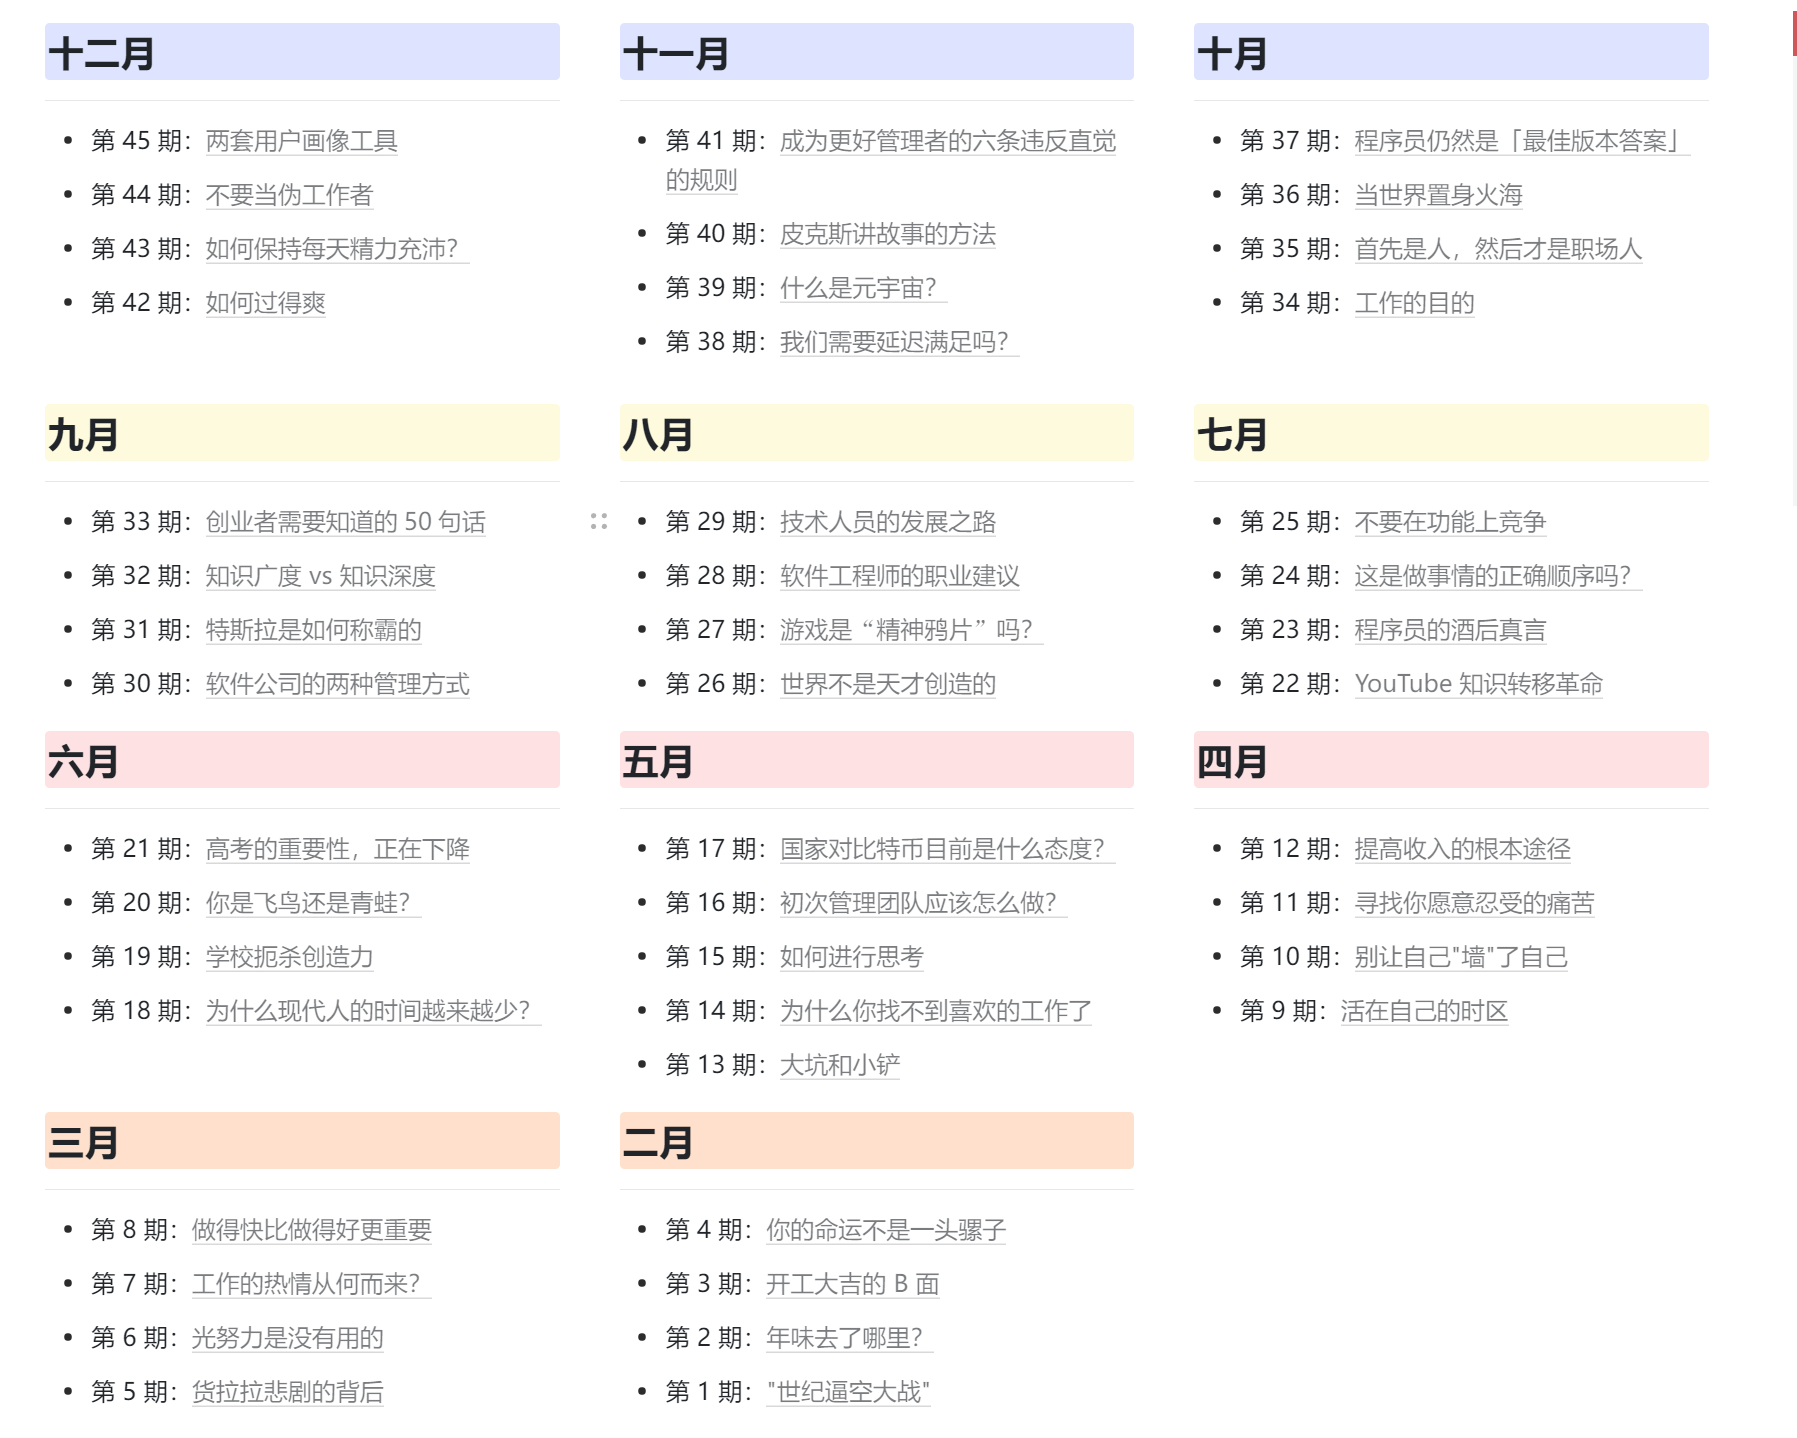 十二月
第 45 期：两套用户画像工具
第 44 期：不要当伪工作者
第 43 期：如何保持每天精力充沛？
第 42 期：如何过得爽
十一月
第 41 期：成为更好管理者的六条违反直觉
的规则
第 40 期：皮克斯讲故事的方法
第 39 期：什么是元宇宙？
第 38 期：我们需要延迟满足吗？
十月
第 37 期：程序员仍然是「最佳版本答案」
第 36 期：当世界置身火海
第 35 期：首先是人，然后才是职场人
第 34 期：工作的目的
九月
第 33 期：创业者需要知道的 50 句话
第 32 期：知识广度 vs 知识深度
第 31 期：特斯拉是如何称霸的
第 30 期：软件公司的两种管理方式
八月
第 29 期：技术人员的发展之路
第 28 期：软件工程师的职业建议
第 27 期：游戏是“精神鸦片”吗？
第 26 期：世界不是天才创造的
七月
第 25 期：不要在功能上竞争
第 24 期：这是做事情的正确顺序吗？
第 23 期：程序员的酒后真言
第 22 期：YouTube 知识转移革命
六月
第 21 期：高考的重要性，正在下降
第 20 期：你是飞鸟还是青蛙？
第 19 期：学校扼杀创造力
第 18 期：为什么现代人的时间越来越少？
五月
第 17 期：国家对比特币目前是什么态度？
第 16 期：初次管理团队应该怎么做？
第 15 期：如何进行思考
第 14 期：为什么你找不到喜欢的工作了
第 13 期：大坑和小铲
四月
第 12 期：提高收入的根本途径
第 11 期：寻找你愿意忍受的痛苦
第 10 期：别让自己"墙"了自己
第 9 期：活在自己的时区
三月
第 8 期：做得快比做得好更重要
第 7 期：工作的热情从何而来？
第 6 期：光努力是没有用的
第 5 期：货拉拉悲剧的背后
二月
第 4 期：你的命运不是一头骡子
第 3 期：开工大吉的 B 面
第 2 期：年味去了哪里？
第 1 期："世纪逼空大战"